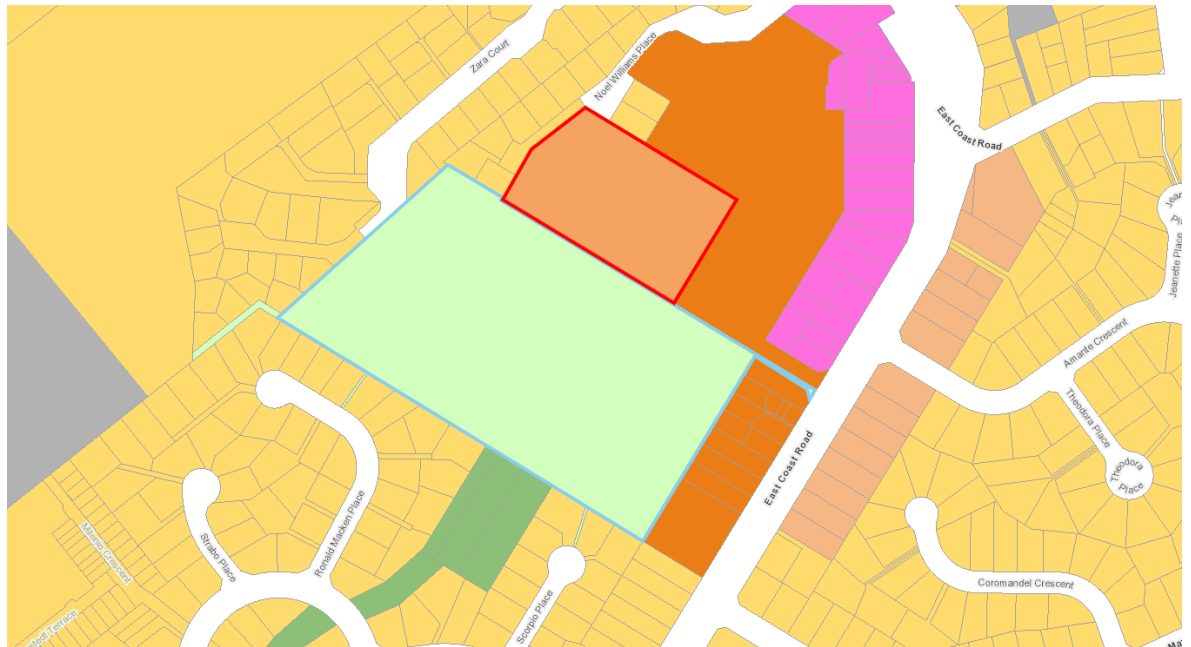 Zara Court
Noel Williams Place
East Coast Road
Jeanette Place
Amante Crescent
Theodora Place
Theodora
Place
East Coast Road
Ronald Macken Place
Strabo Place
Milenio Crescent
Scorpio Place
Coromandel Crescent